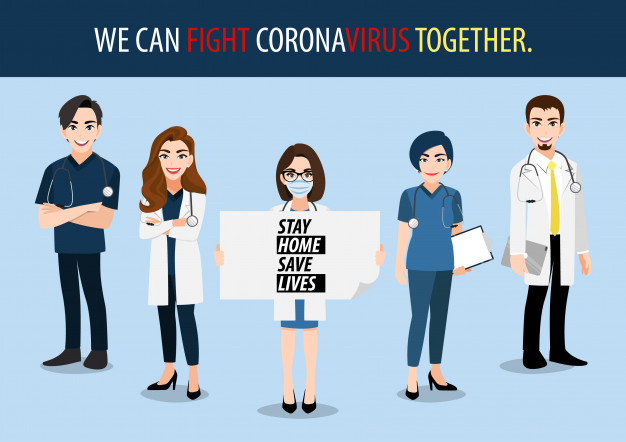 WE CAN FIGHT CORONAVIRUS TOGETHER.
STAY
HOME
SAVE
LIVES